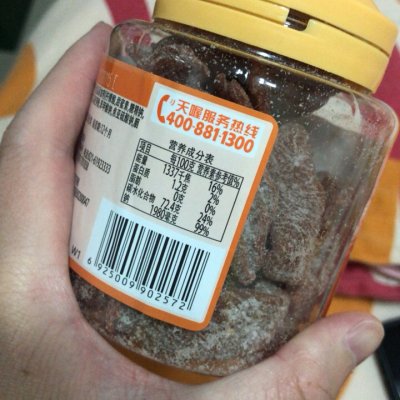 天喔服务热线
400-881-1300
营养成分表
项目 每100克 营养素参考值%
能量 1337千焦 16%
蛋白质 1.2克 2%
脂肪 0克 0%
碳水化合物 72.4克 24%
钠 1980毫克 99%
W1
6 925009 902572